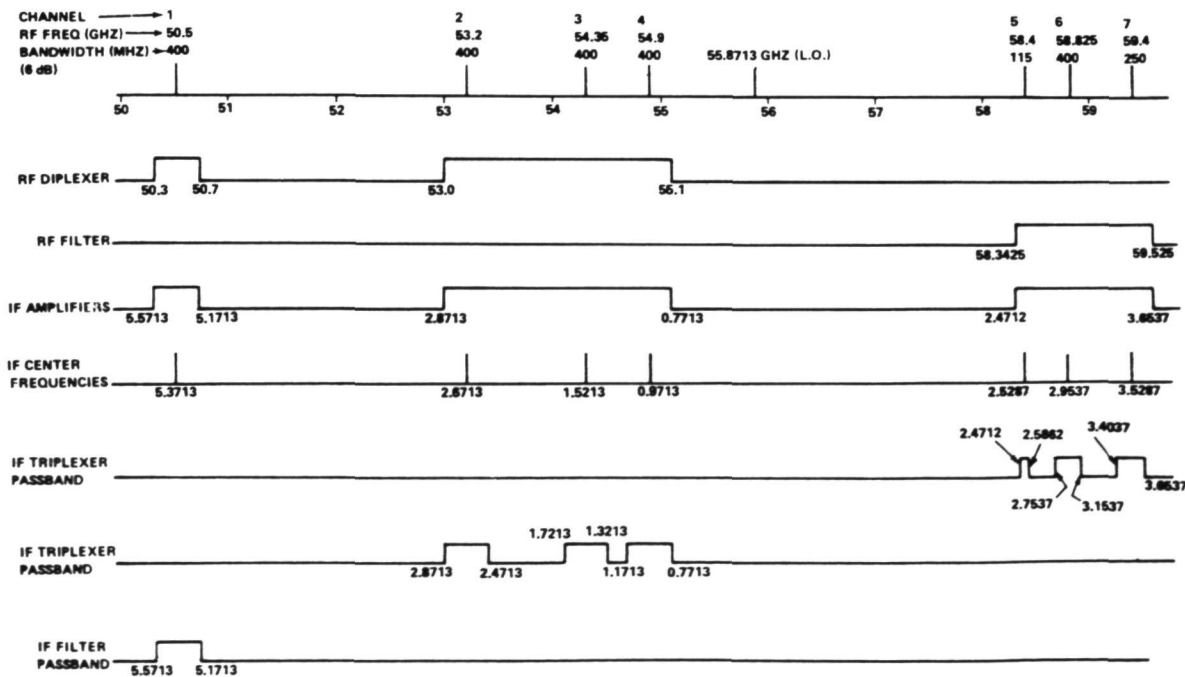 CHANNEL 1 2 3 4 5 6 7
RF FREQ (GHZ) 50.5 53.2 54.35 54.9 58.4 58.825 59.4
BANDWIDTH (MHZ) 400 400 400 400 55.8713 GHZ (L.O.) 115 400 250
(6 dB)
50 51 52 53 54 55 56 57 58 59
RF DIPLEXER
50.3 50.7 53.0 55.1
RF FILTER
58.3425 59.525
IF AMPLIFIERS
5.5713 5.1713 2.8713 0.7713 2.4712 3.6537
IF CENTER
FREQUENCIES
5.3713 2.6713 1.5213 0.9713 2.5287 2.9537 3.5287
2.4712 2.5862 3.4037
IF TRIPLEXER
PASSBAND
2.7537 3.1537 3.6537
1.7213 1.3213
IF TRIPLEXER
PASSBAND
2.8713 2.4713 1.1713 0.7713
IF FILTER
PASSBAND
5.5713 5.1713